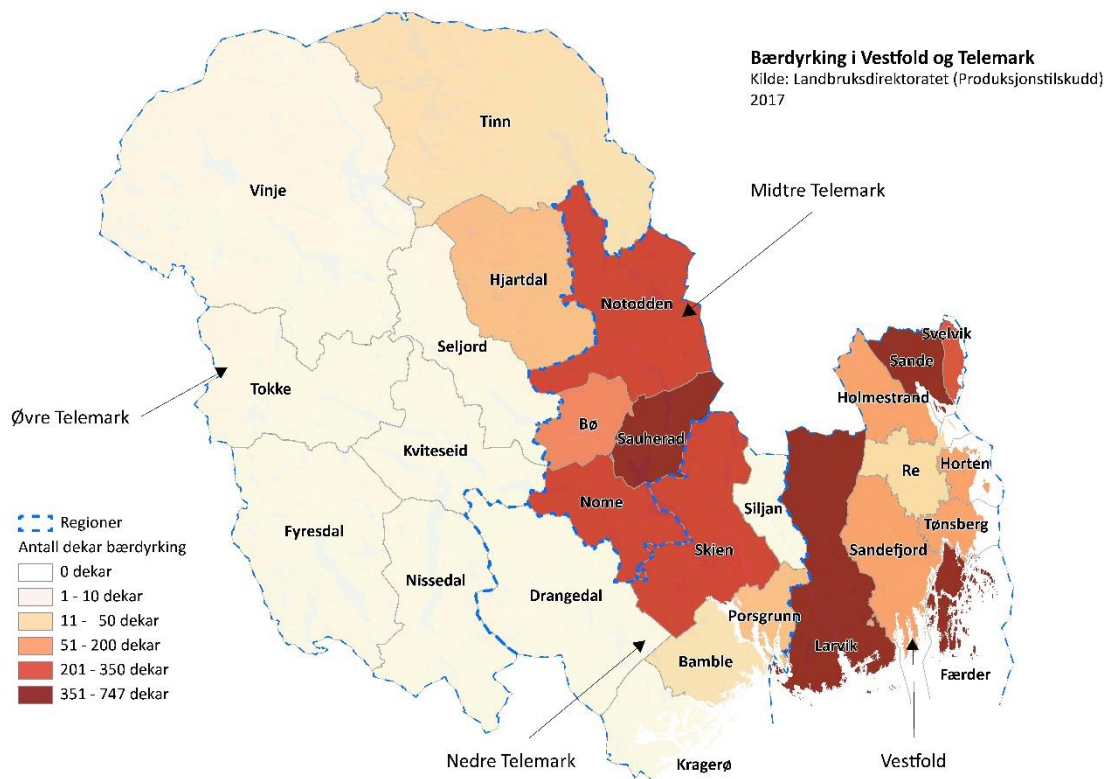 Bærdyrking i Vestfold og Telemark
Kilde: Landbruksdirektoratet (Produksjonstilskudd)
2017
Tinn
Vinje
Midtre Telemark
Hjartdal
Notodden
Svelvik
Sande
Seljord
Tokke
Holmestrand
Øvre Telemark
Bø
Sauherad
Kviteseid
Re
Horten
Nome
Siljan
Regioner
Fyresdal
Tønsberg
Antall dekar bærdyrking
Skien
Sandefjord
0 dekar
Nissedal
1 - 10 dekar
Drangedal
11 - 50 dekar
Porsgrunn
51 - 200 dekar
Larvik
201 - 350 dekar
Bamble
351 - 747 dekar
Færder
Nedre Telemark
Kragerø
Vestfold